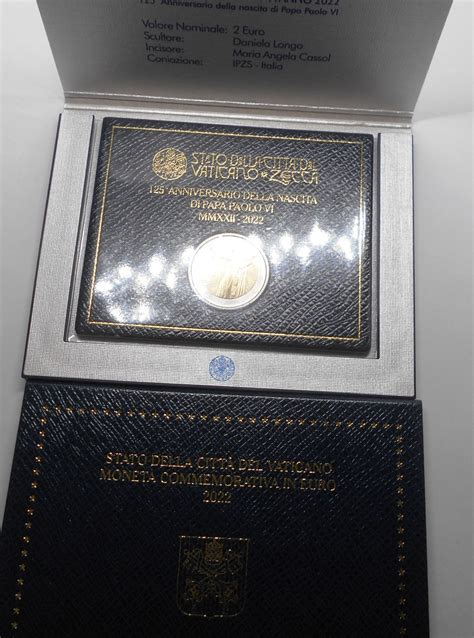 VATICANO 2022
125° Anniversario della nascita di Papa Paolo VI
Valore Nominale: 2 Euro
Scultore: Daniela Longo
Incisore: Maria Angela Cassol
Coniazione: IPZS - Italia
STATO DELLA CITTÀ DEL
VATICANO ZECCA
125° ANNIVERSARIO DELLA NASCITA
DI PAPA PAOLO VI
MMXXII - 2022
STATO DELLA CITTÀ DEL VATICANO
MONETA COMMEMORATIVA IN EURO
2022